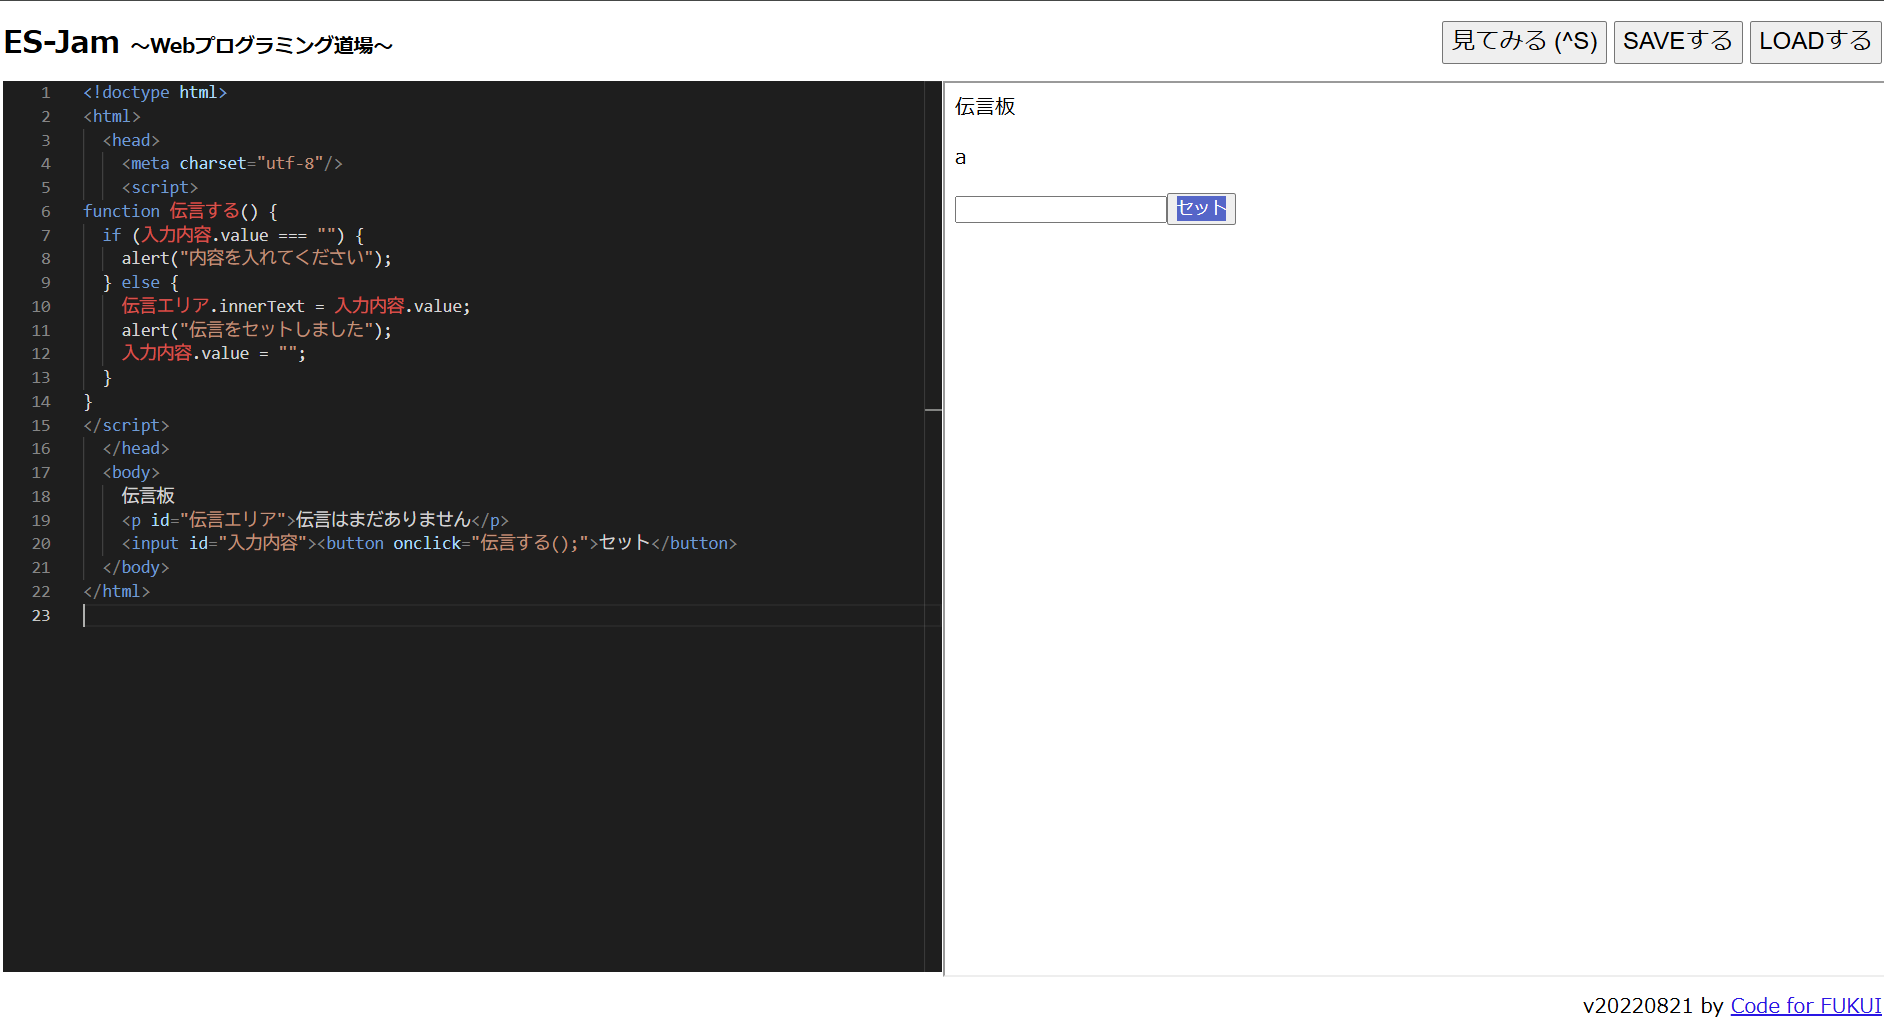 ES-Jam ～Webプログラミング道場～
見てみる (^S) SAVEする LOADする
1 <!doctype html>
2 <html>
3   <head>
4     <meta charset="utf-8"/>
5     <script>
6 function 伝言する() {
7   if (入力内容.value === "") {
8     alert("内容を入れてください");
9   } else {
10     伝言エリア.innerText = 入力内容.value;
11     alert("伝言をセットしました");
12     入力内容.value = "";
13   }
14 }
15 </script>
16   </head>
17   <body>
18     伝言板
19     <p id="伝言エリア">伝言はまだありません</p>
20     <input id="入力内容"><button onclick="伝言する();">セット</button>
21   </body>
22 </html>
23
伝言板
a
セット
v20220821 by Code for FUKUI